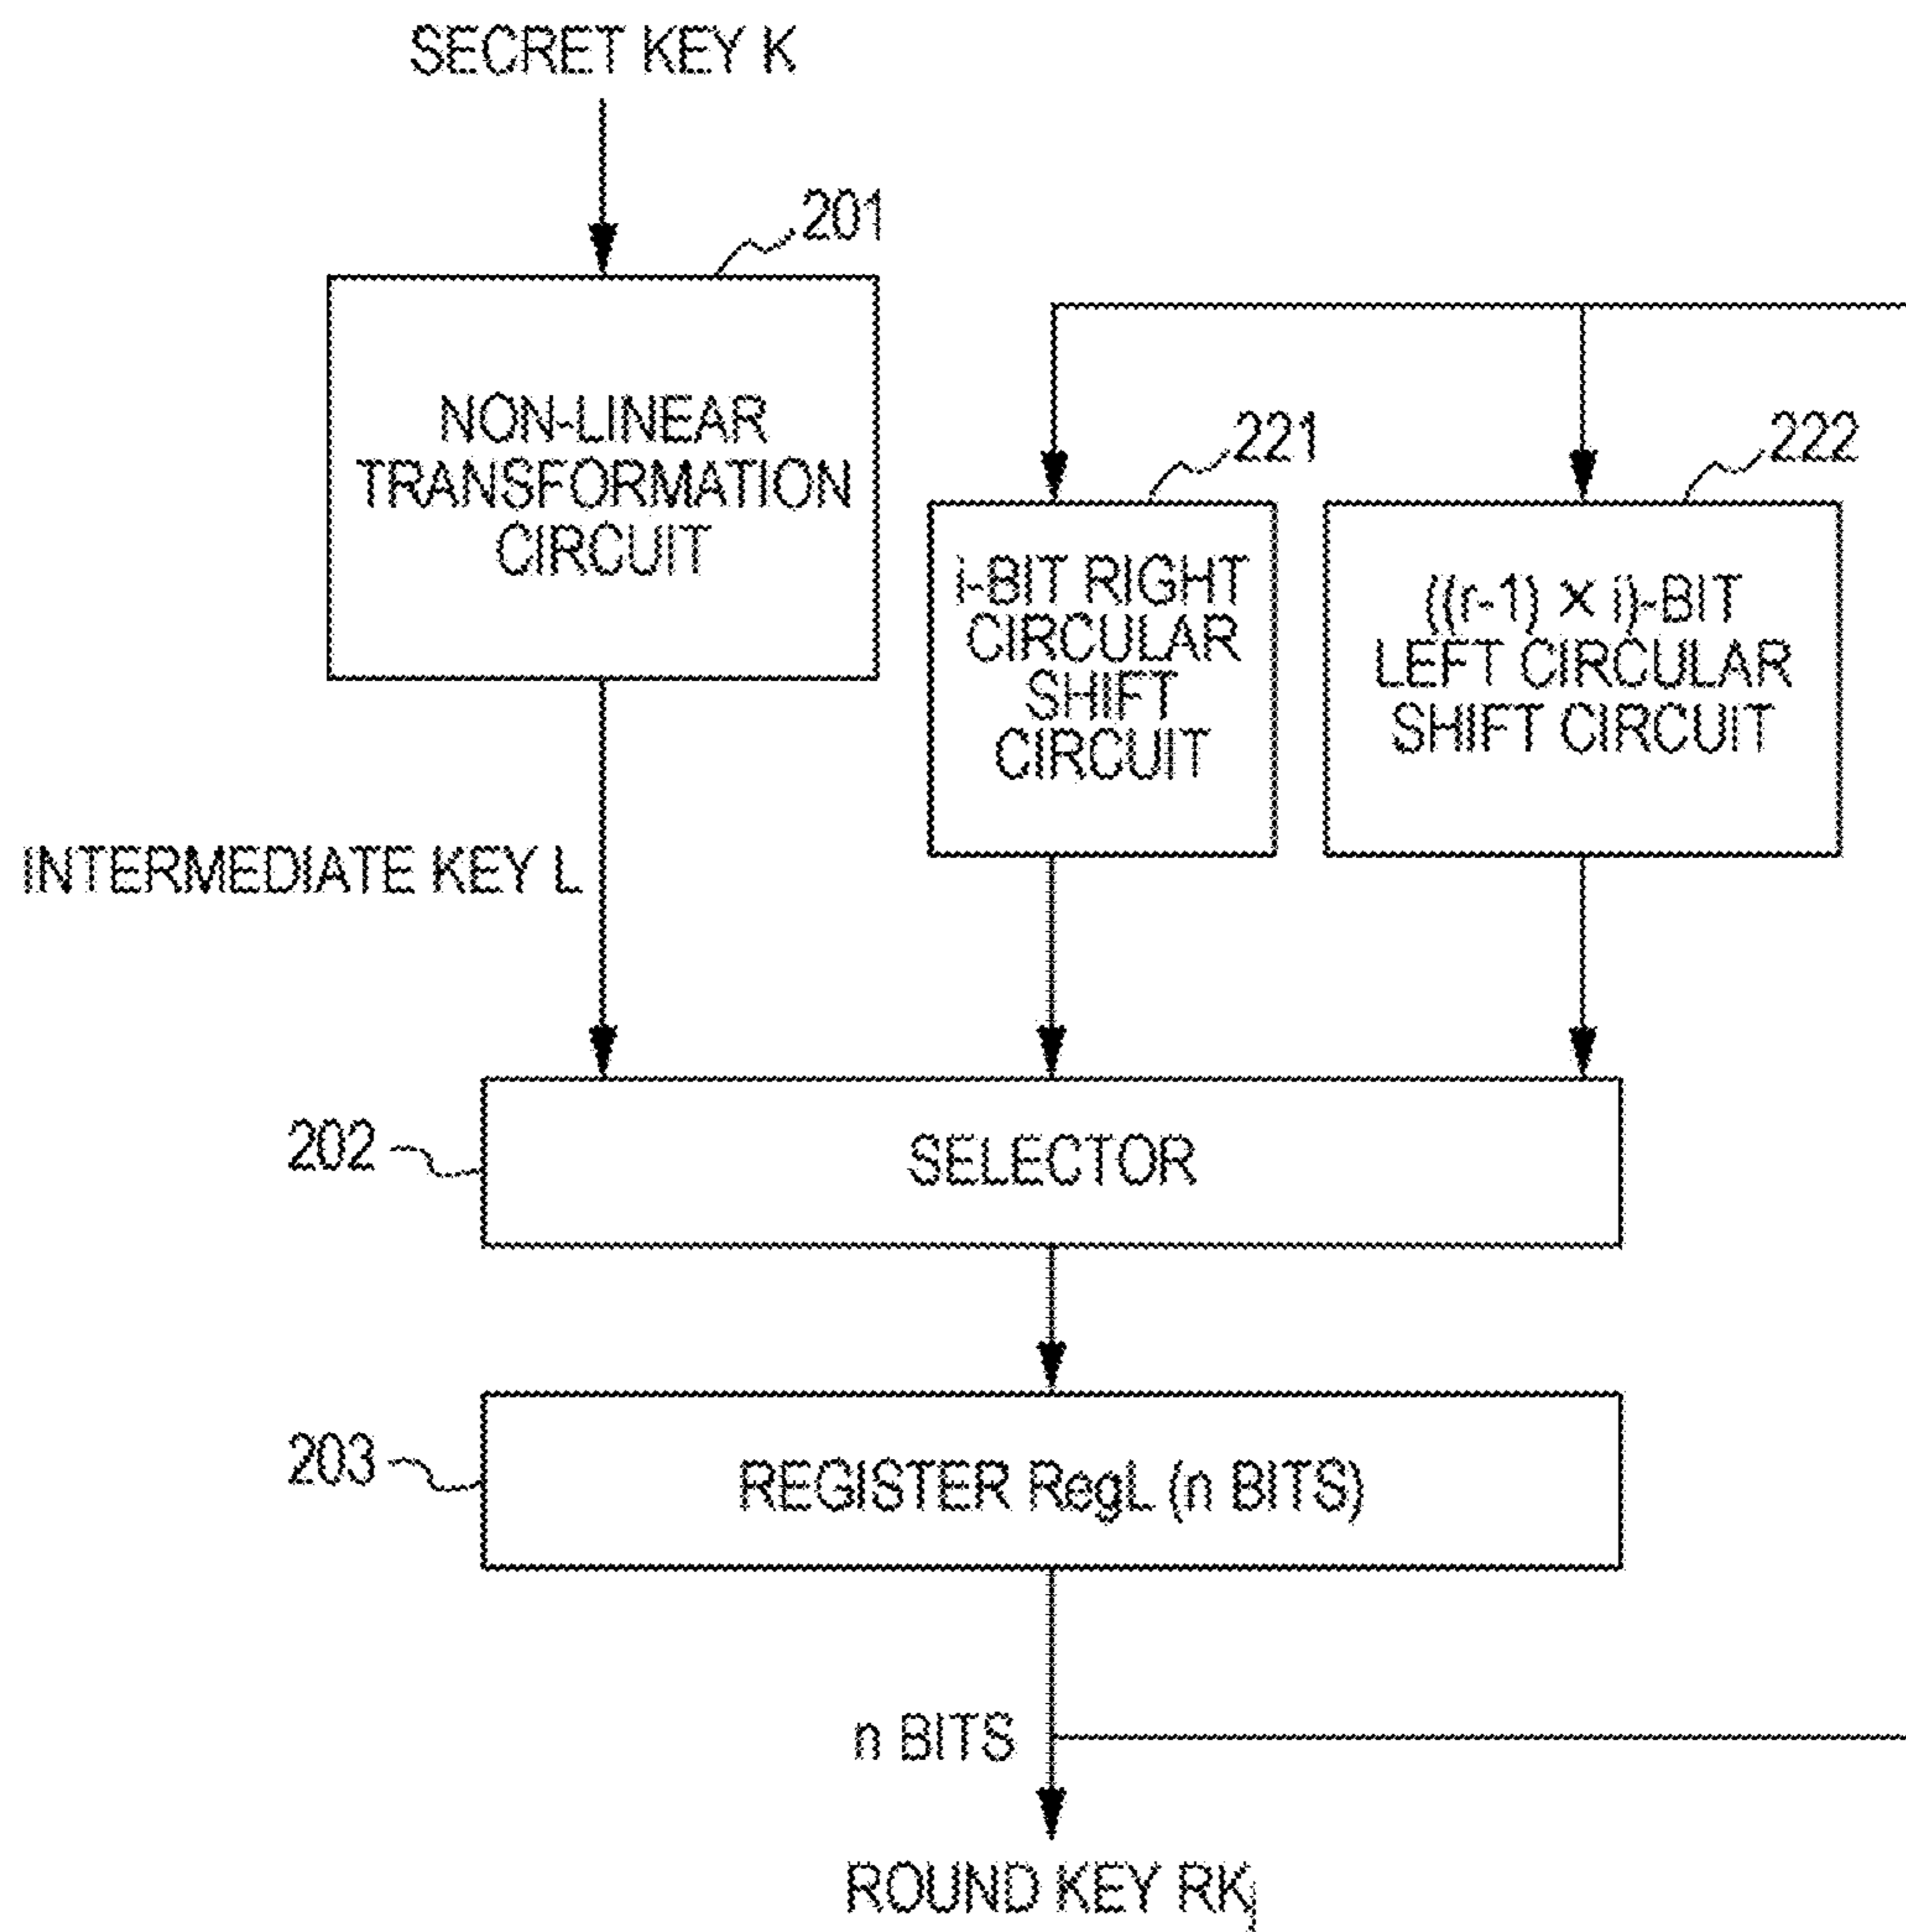 SECRET KEY K
201
NON-LINEAR
TRANSFORMATION
CIRCUIT
221
i-BIT RIGHT
CIRCULAR
SHIFT
CIRCUIT
222
((r-1) × i)-BIT
LEFT CIRCULAR
SHIFT CIRCUIT
INTERMEDIATE KEY L
202
SELECTOR
203
REGISTER RegL (n BITS)
n BITS
ROUND KEY RK